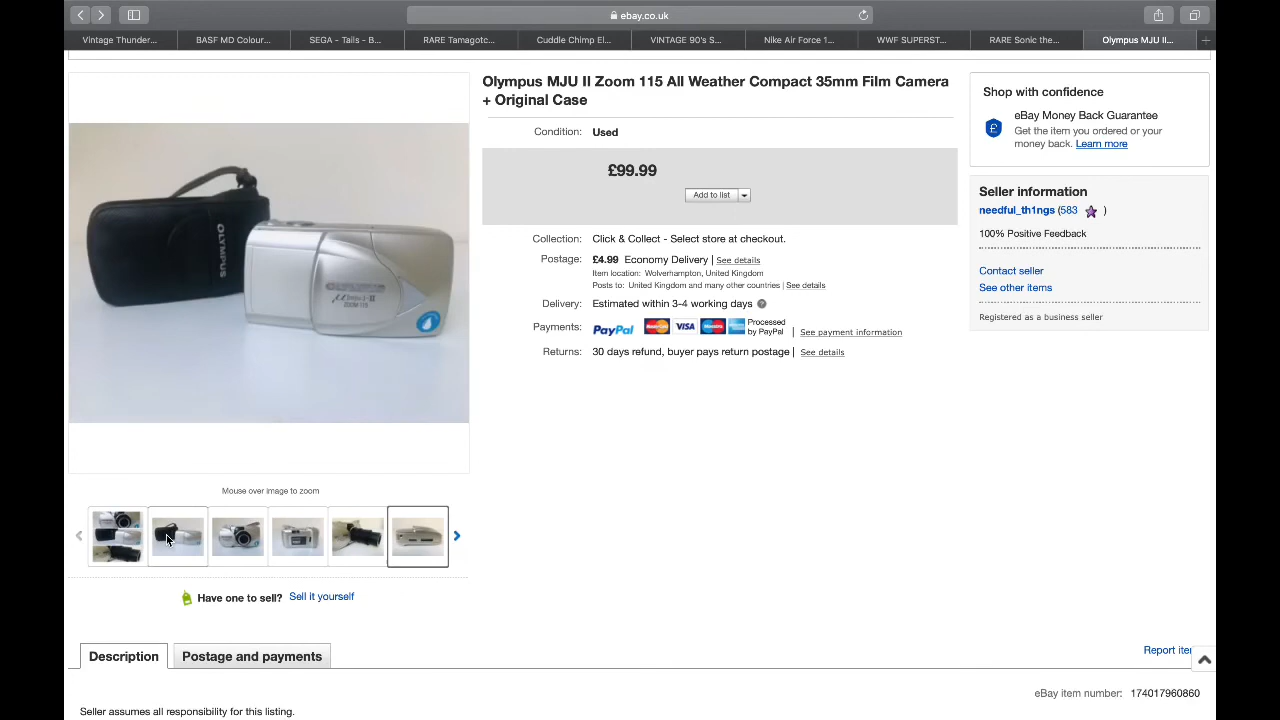 ebay.co.uk
Vintage Thunder...
BASF MD Colour...
SEGA - Tails - B...
RARE Tamagotc...
Cuddle Chimp El...
VINTAGE 90's S...
Nike Air Force 1...
WWF SUPERST...
RARE Sonic the...
Olympus MJU II...
+
Olympus MJU II Zoom 115 All Weather Compact 35mm Film Camera
+ Original Case
Condition: Used
£99.99
Add to list
Collection: Click & Collect - Select store at checkout.
Postage: £4.99 Economy Delivery | See details
Item location: Wolverhampton, United Kingdom
Posts to: United Kingdom and many other countries | See details
Delivery: Estimated within 3-4 working days ?
Payments: PayPal MasterCard VISA Maestro Processed by PayPal | See payment information
Returns: 30 days refund, buyer pays return postage | See details
Shop with confidence
£
eBay Money Back Guarantee
Get the item you ordered or your
money back. Learn more
Seller information
needful_th1ngs (583 )
100% Positive Feedback
Contact seller
See other items
Registered as a business seller
OLYMPUS
OLYMPUS
ZOOM 115
Mouse over image to zoom
Have one to sell? Sell it yourself
Description
Postage and payments
Report iter
eBay item number: 174017960860
Seller assumes all responsibility for this listing.